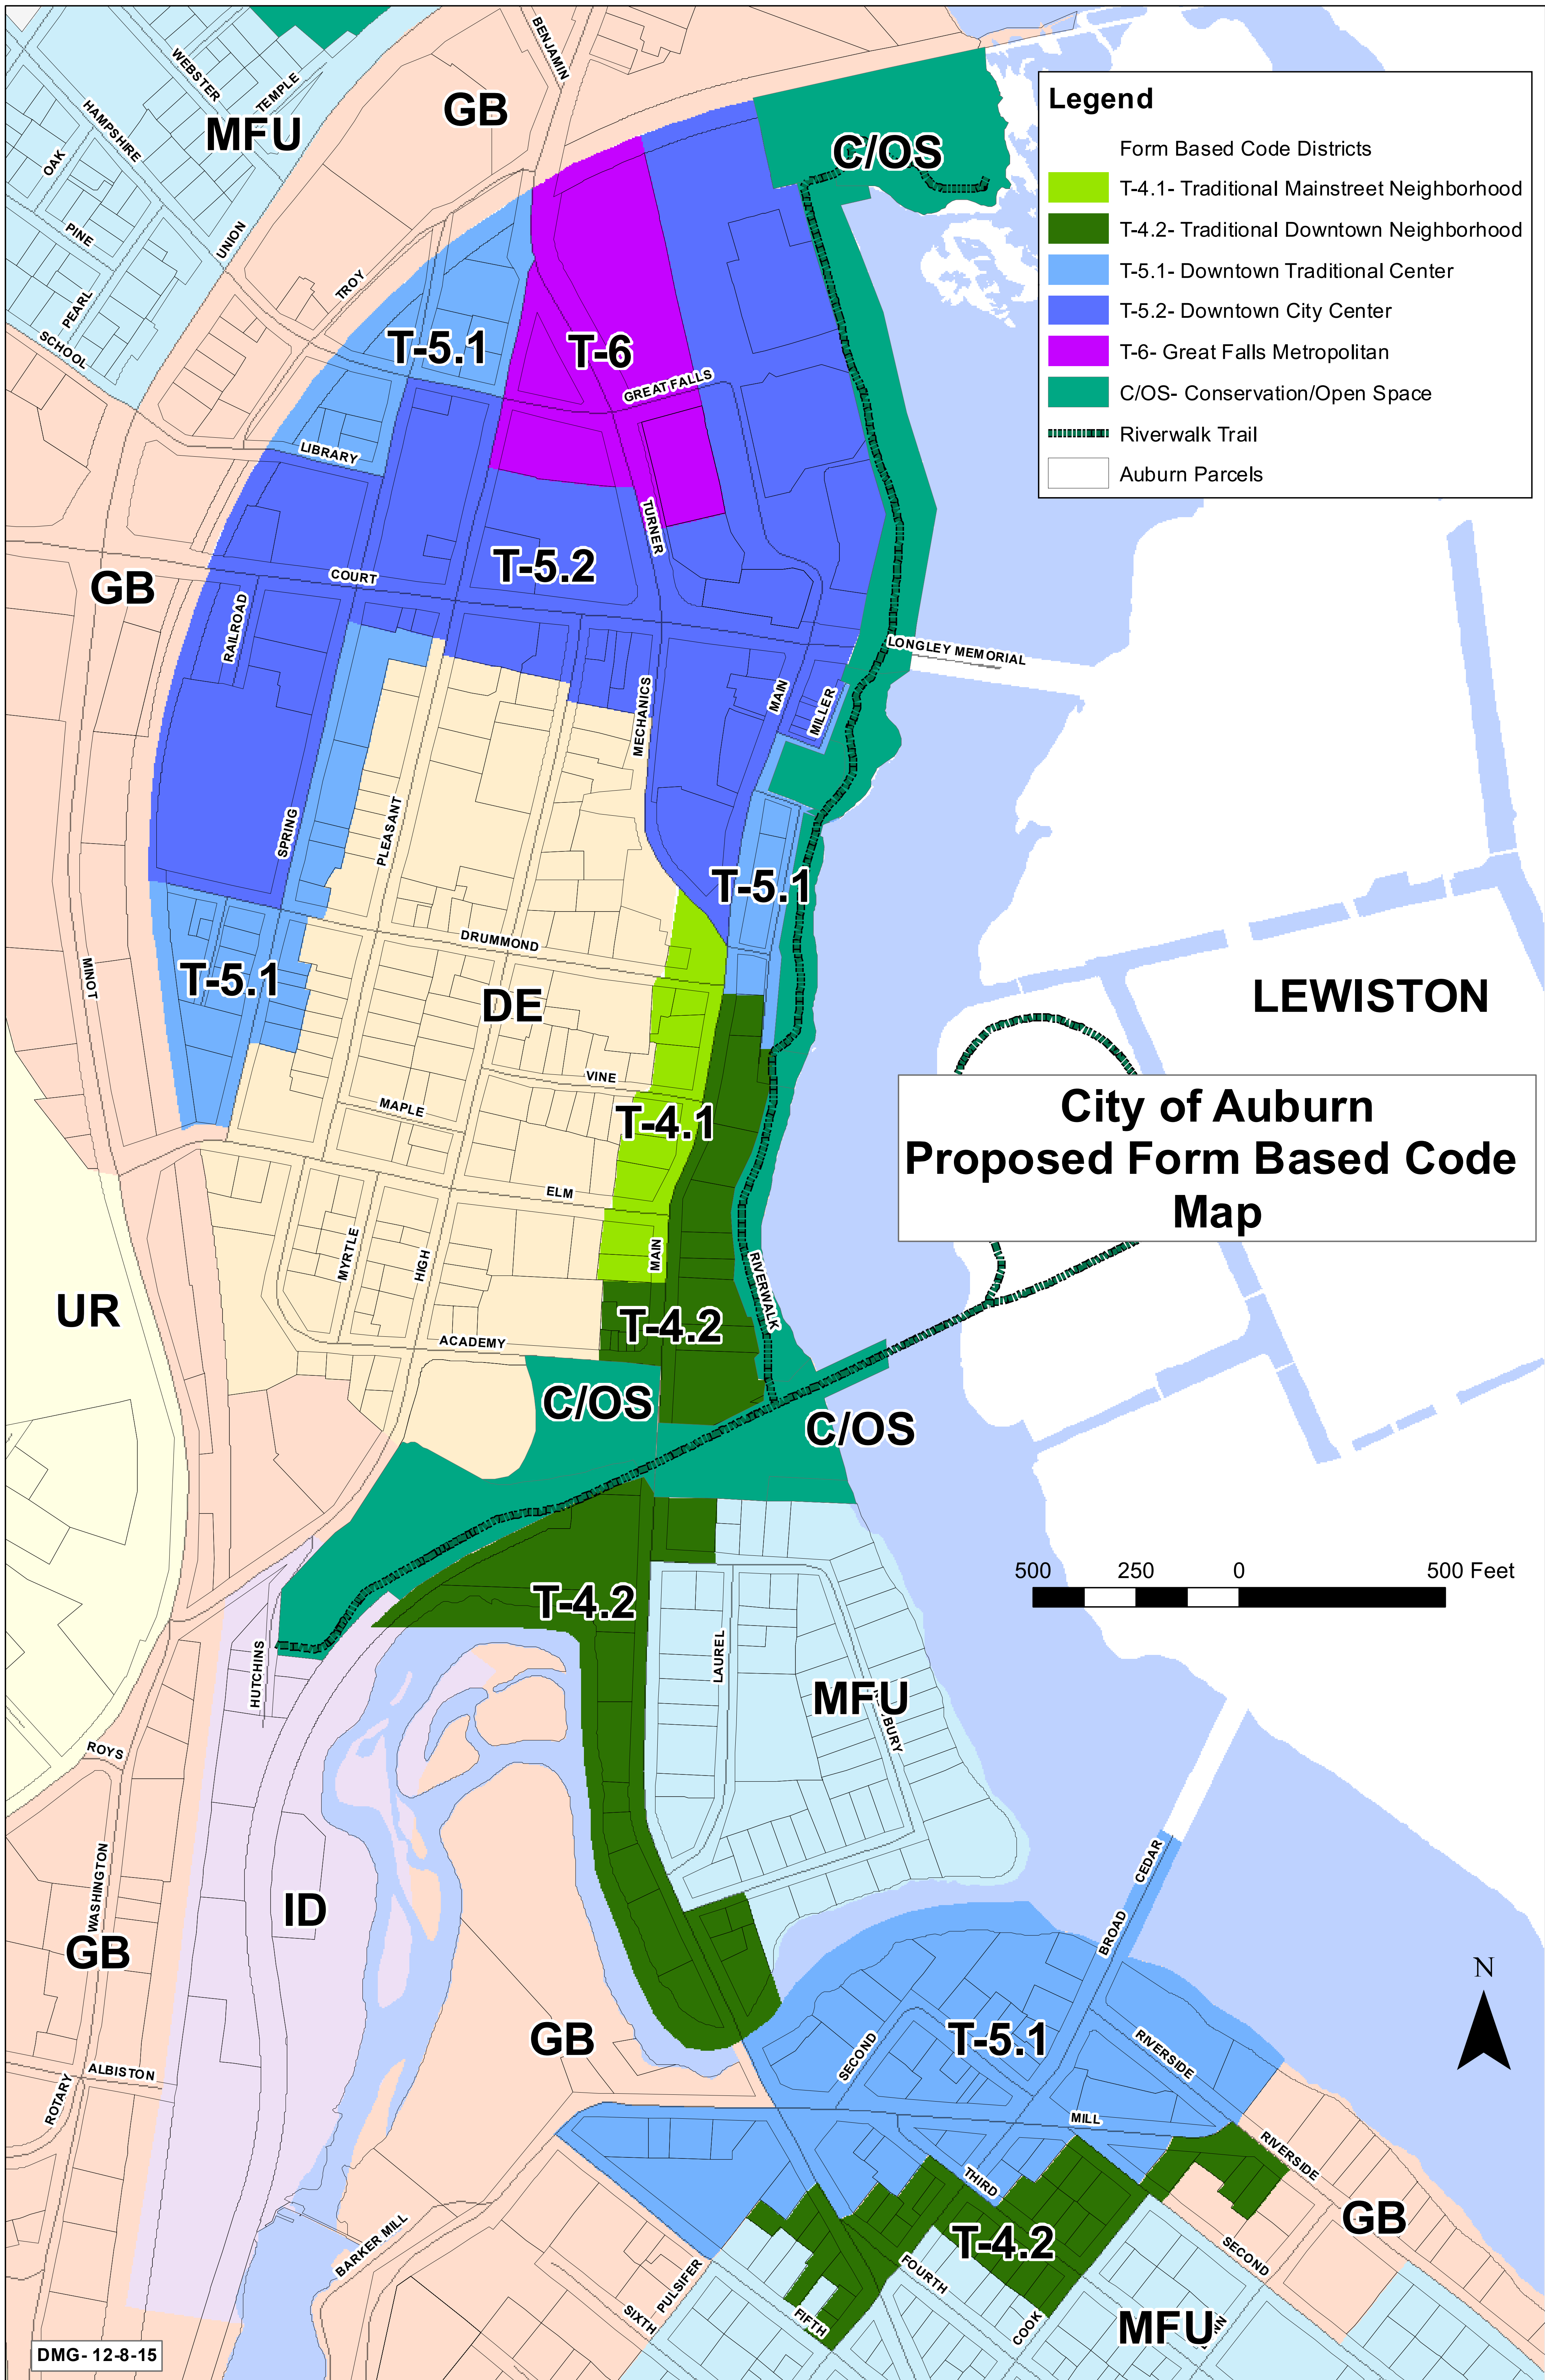 Legend
Form Based Code Districts
T-4.1- Traditional Mainstreet Neighborhood
T-4.2- Traditional Downtown Neighborhood
T-5.1- Downtown Traditional Center
T-5.2- Downtown City Center
T-6- Great Falls Metropolitan
C/OS- Conservation/Open Space
Riverwalk Trail
Auburn Parcels
BENJAMIN
WEBSTER
TEMPLE
HAMPSHIRE
MFU
GB
C/OS
OAK
PINE
UNION
PEARL
TROY
SCHOOL
T-5.1
T-6
GREAT FALLS
LIBRARY
TURNER
T-5.2
COURT
GB
RAILROAD
LONGLEY MEMORIAL
MECHANICS
MAIN
MILLER
SPRING
PLEASANT
T-5.1
DRUMMOND
MINOT
T-5.1
DE
LEWISTON
VINE
MAPLE
T-4.1
City of Auburn
Proposed Form Based Code
Map
ELM
MYRTLE
HIGH
MAIN
RIVERWALK
UR
T-4.2
ACADEMY
C/OS
C/OS
500 250 0 500 Feet
T-4.2
HUTCHINS
LAUREL
MFU
BURY
ROYS
WASHINGTON
ID
GB
CEDAR
BROAD
N
GB
SECOND
T-5.1
RIVERSIDE
ALBISTON
ROTARY
MILL
RIVERSIDE
THIRD
T-4.2
GB
BARKER MILL
PULSIFER
FOURTH
SECOND
SIXTH
FIFTH
COOK
MFU
DMG- 12-8-15